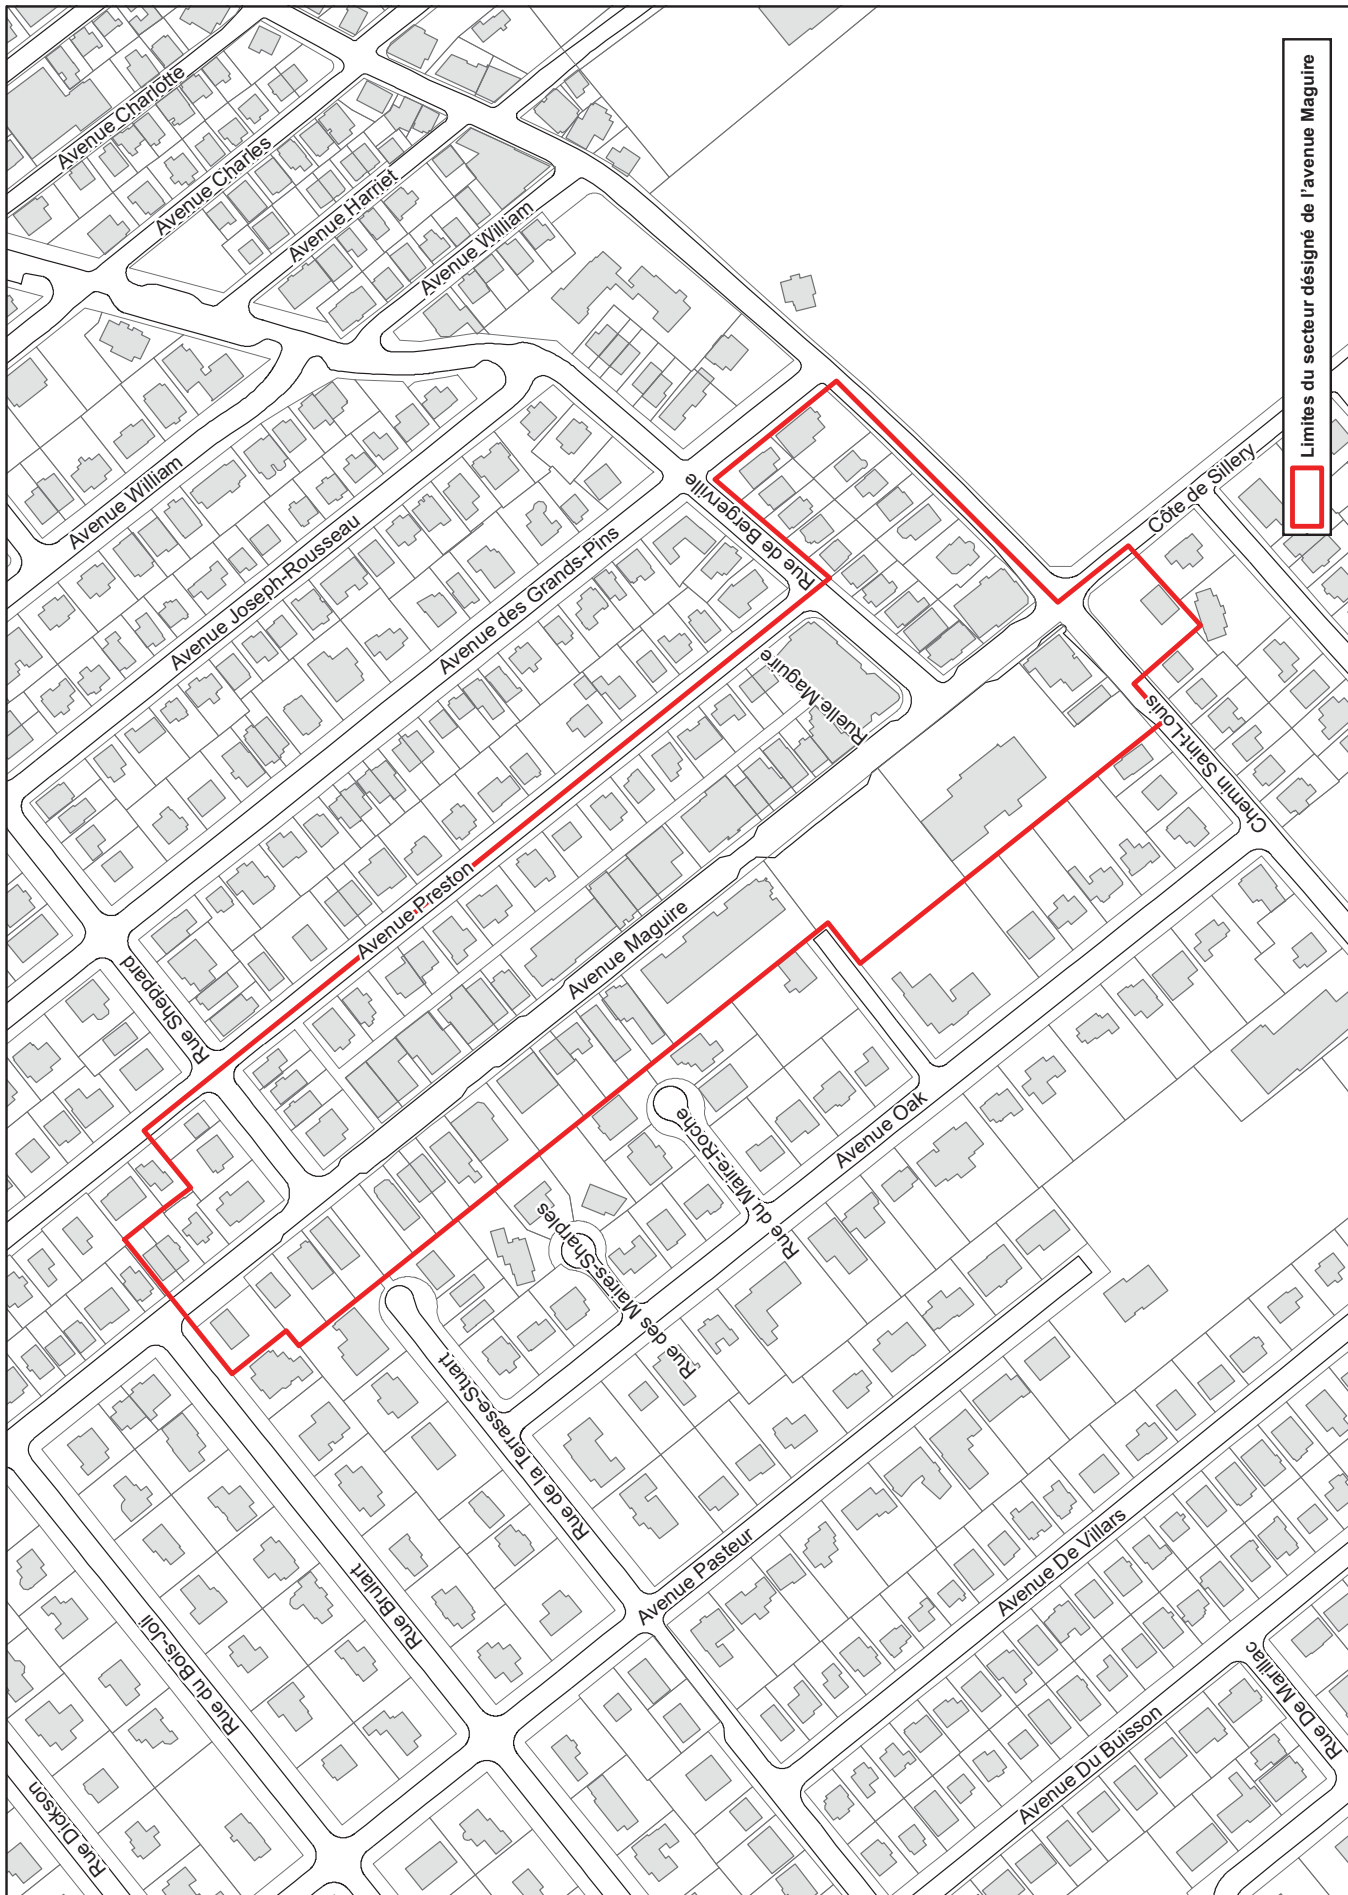 Avenue Charlotte
Avenue Charles
Avenue Harriet
Avenue William
Limites du secteur désigné de l'avenue Maguire
Avenue William
Avenue Joseph-Rousseau
Avenue des Grands-Pins
Rue de Bergerville
Côte de Sillery
Ruelle Maguire
Chemin Saint-Louis
Avenue Preston
Rue Sheppard
Avenue Maguire
Avenue Oak
Rue du Maire-Roche
Rue des Maires-Sharples
Rue de la Terrasse-Stuart
Avenue Pasteur
Rue Brulart
Avenue De Villars
Rue du Bois-Joli
Rue De Marillac
Avenue Du Buisson
Rue Dickson